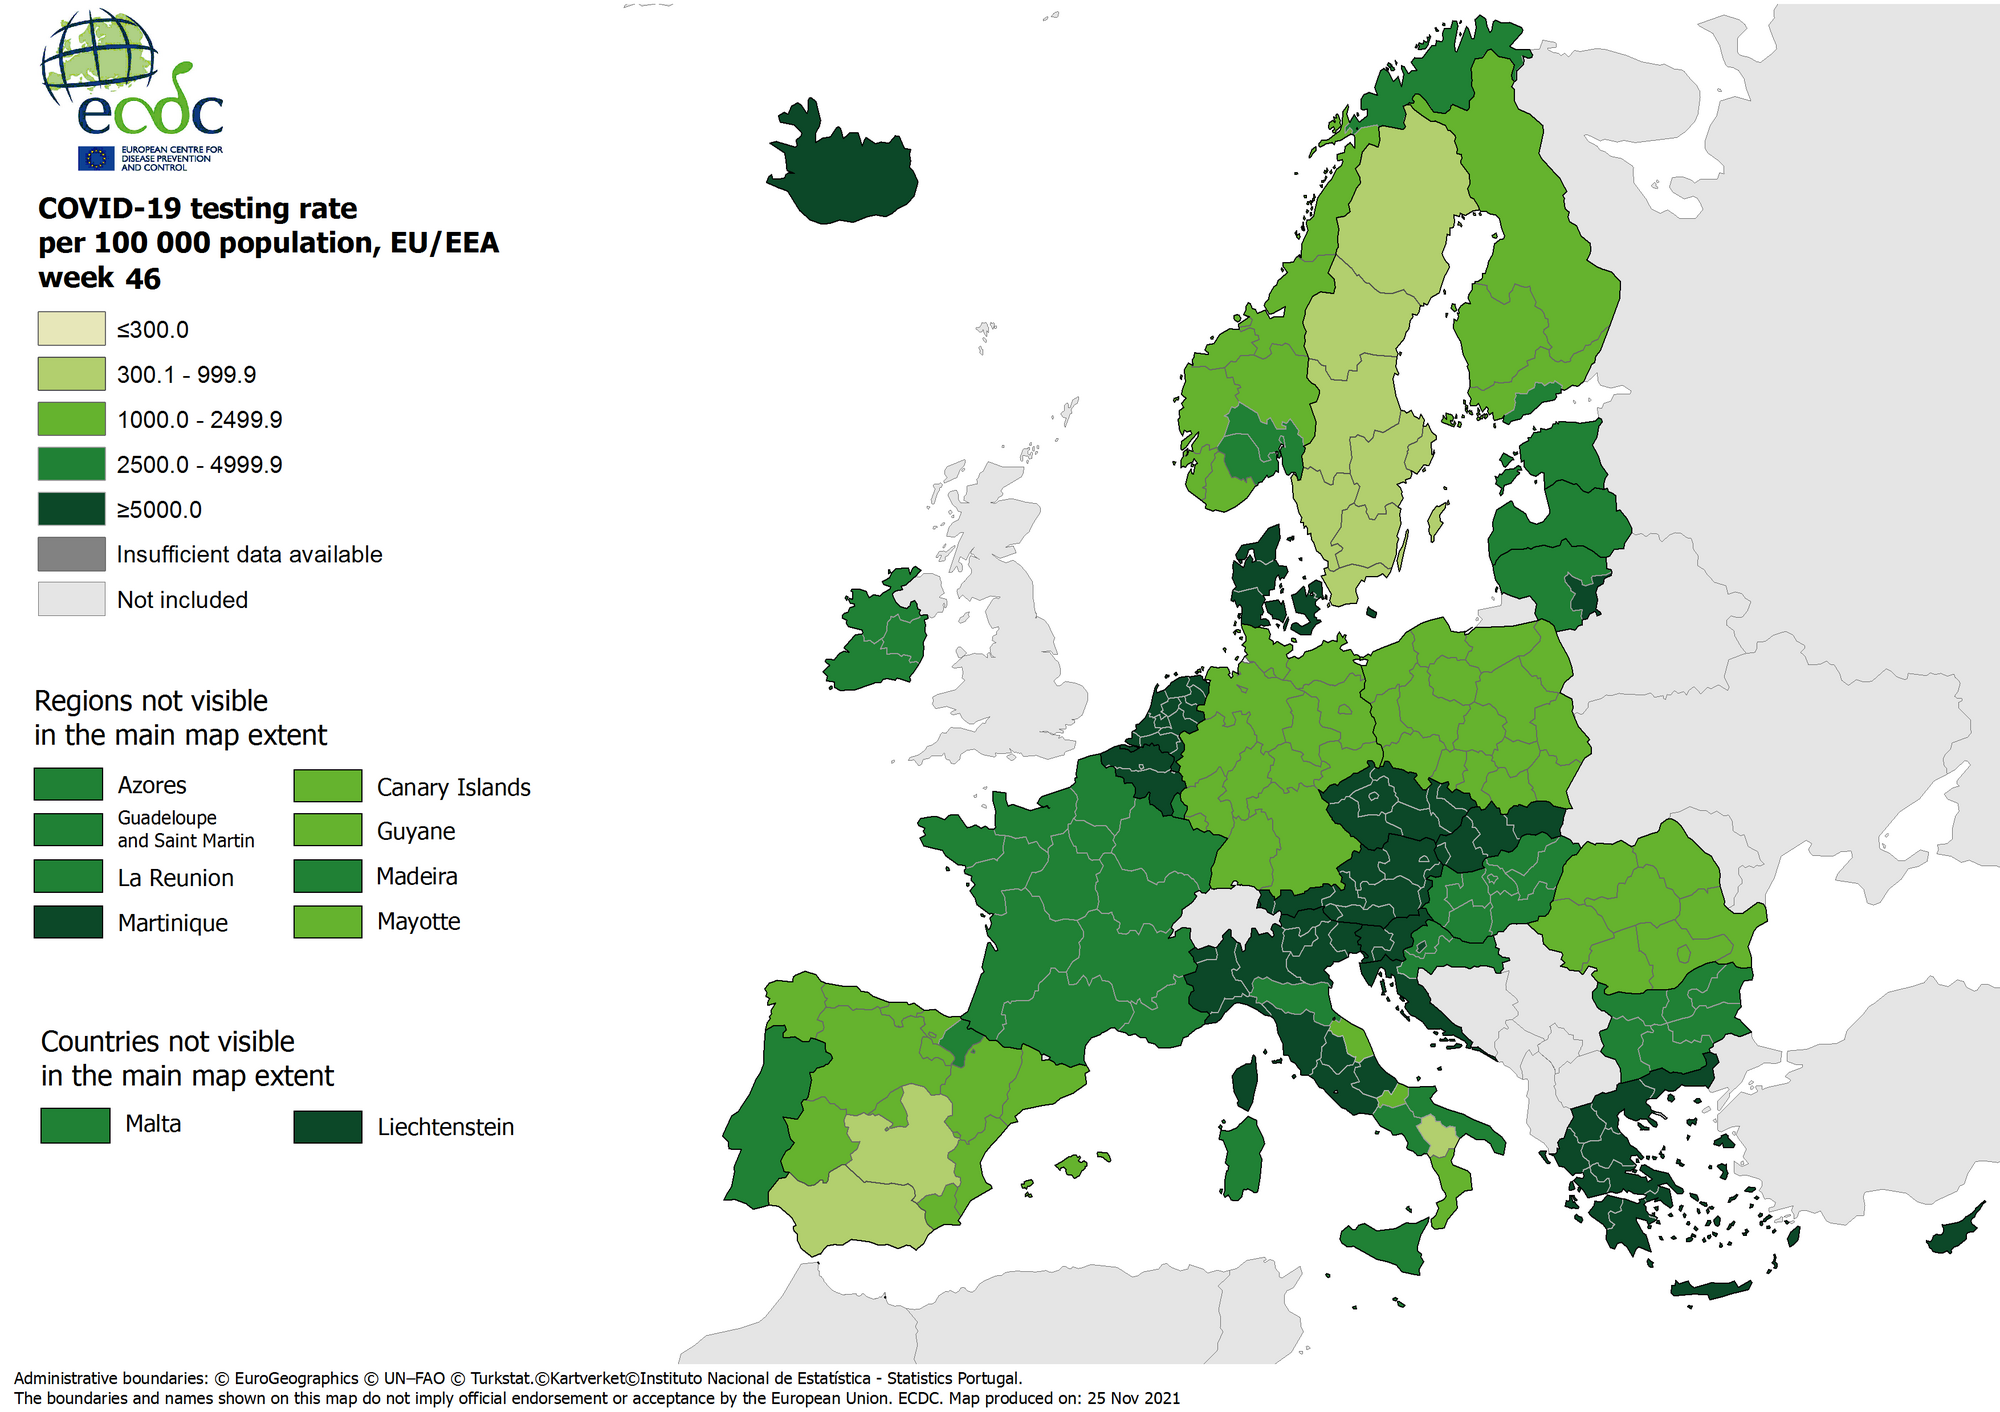 ecdc
EUROPEAN CENTRE FOR
DISEASE PREVENTION
AND CONTROL
COVID-19 testing rate
per 100 000 population, EU/EEA
week 46
≤300.0
300.1 - 999.9
1000.0 - 2499.9
2500.0 - 4999.9
≥5000.0
Insufficient data available
Not included
Regions not visible
in the main map extent
Azores
Guadeloupe
and Saint Martin
La Reunion
Martinique
Canary Islands
Guyane
Madeira
Mayotte
Countries not visible
in the main map extent
Malta
Liechtenstein
Administrative boundaries: © EuroGeographics © UN–FAO © Turkstat.©Kartverket©Instituto Nacional de Estatística - Statistics Portugal.
The boundaries and names shown on this map do not imply official endorsement or acceptance by the European Union. ECDC. Map produced on: 25 Nov 2021